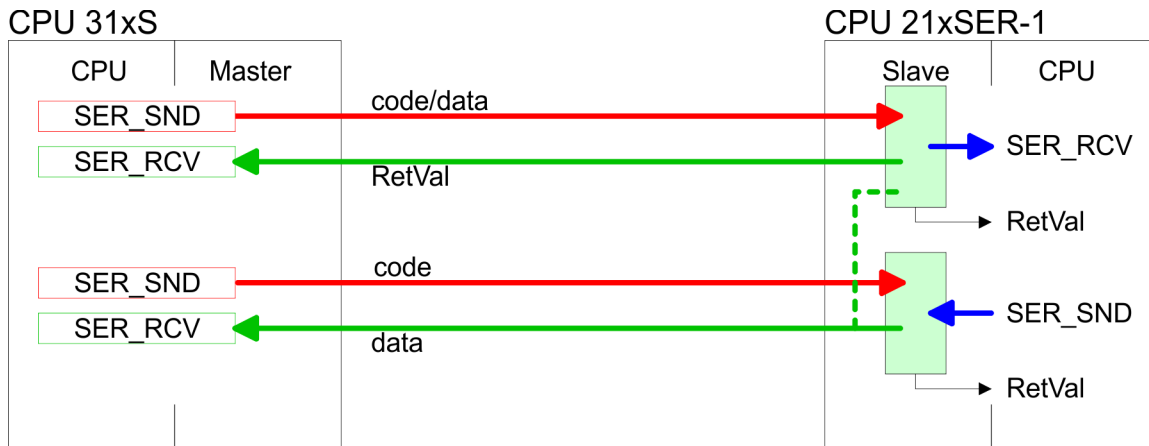 CPU 31xS CPU 21xSER-1
CPU Master Slave CPU
SER_SND code/data
SER_RCV SER_RCV
RetVal
RetVal
SER_SND code
SER_RCV SER_SND
data
RetVal